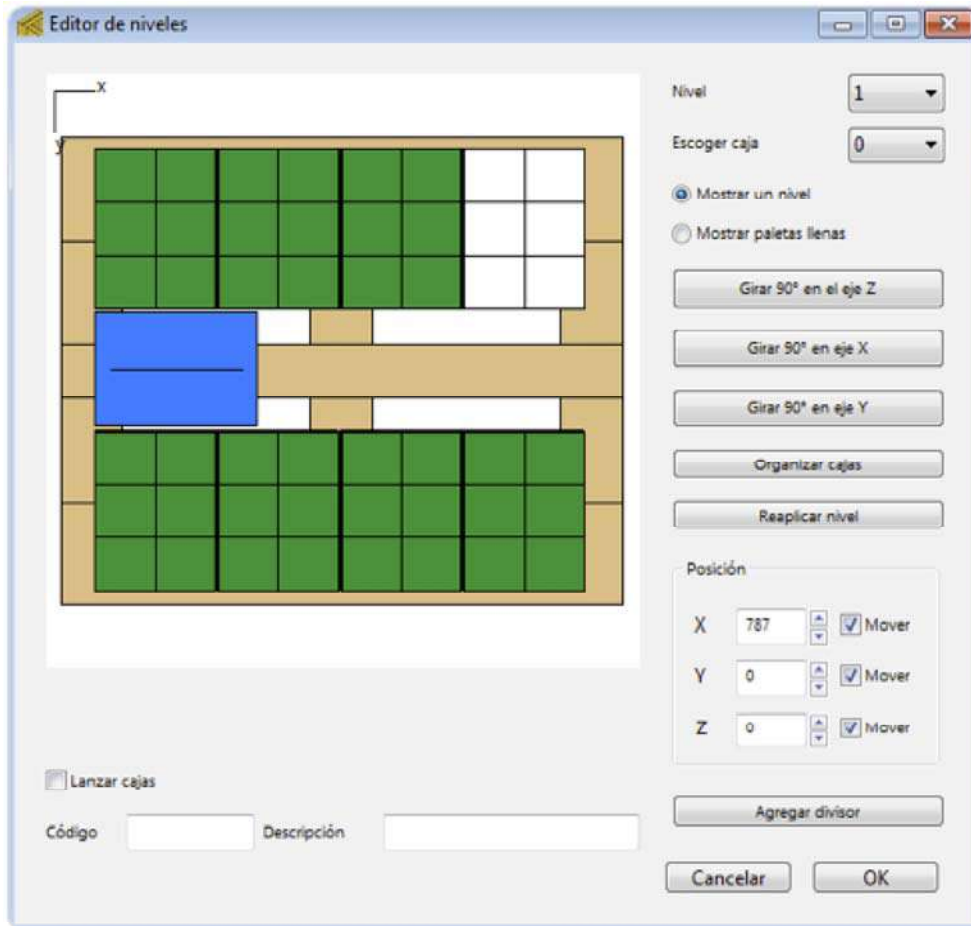 Editor de niveles
x
y
Nivel 1
Escoger caja 0
Mostrar un nivel
Mostrar paletas llenas
Girar 90° en el eje Z
Girar 90° en eje X
Girar 90° en eje Y
Organizar cajas
Reaplicar nivel
Posición
X 787 Mover
Y 0 Mover
Z 0 Mover
Lanzar cajas
Código Descripción
Agregar divisor
Cancelar OK